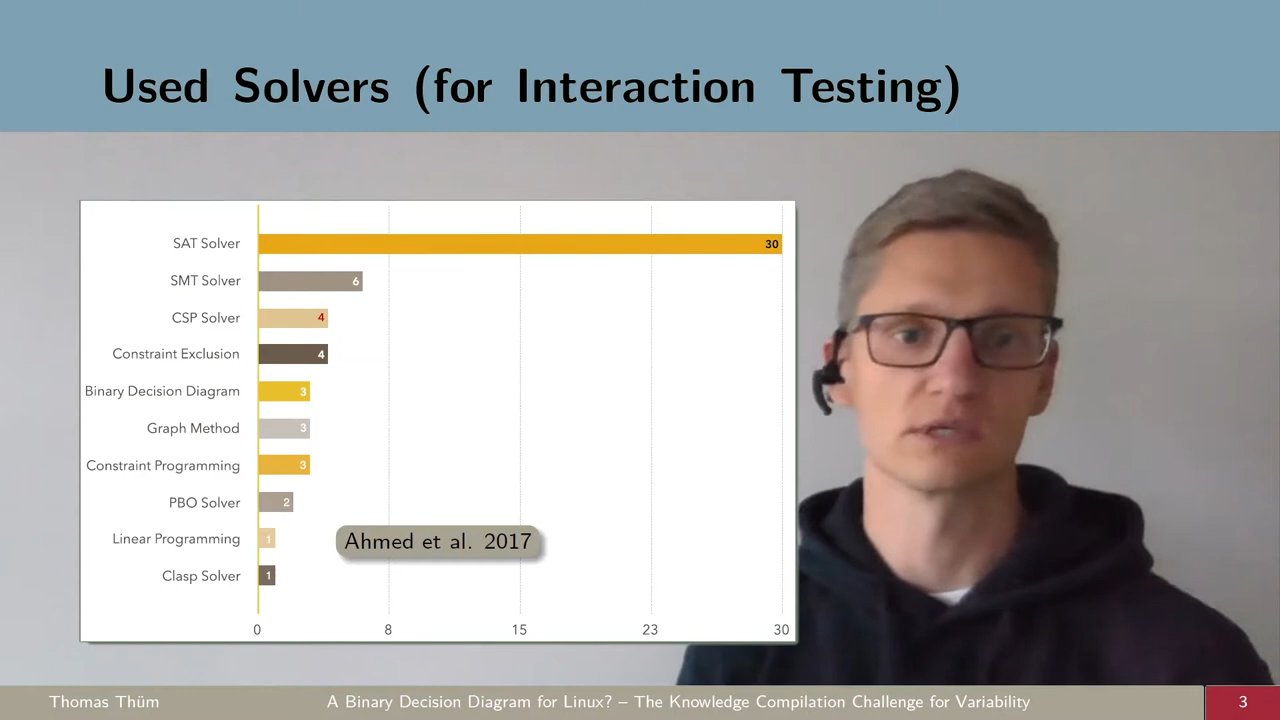 Used Solvers (for Interaction Testing)
SAT Solver 30
SMT Solver 6
CSP Solver 4
Constraint Exclusion 4
Binary Decision Diagram 3
Graph Method 3
Constraint Programming 3
PBO Solver 2
Linear Programming 1
Clasp Solver 1
Ahmed et al. 2017
0 8 15 23 30
Thomas Thüm A Binary Decision Diagram for Linux? – The Knowledge Compilation Challenge for Variability 3